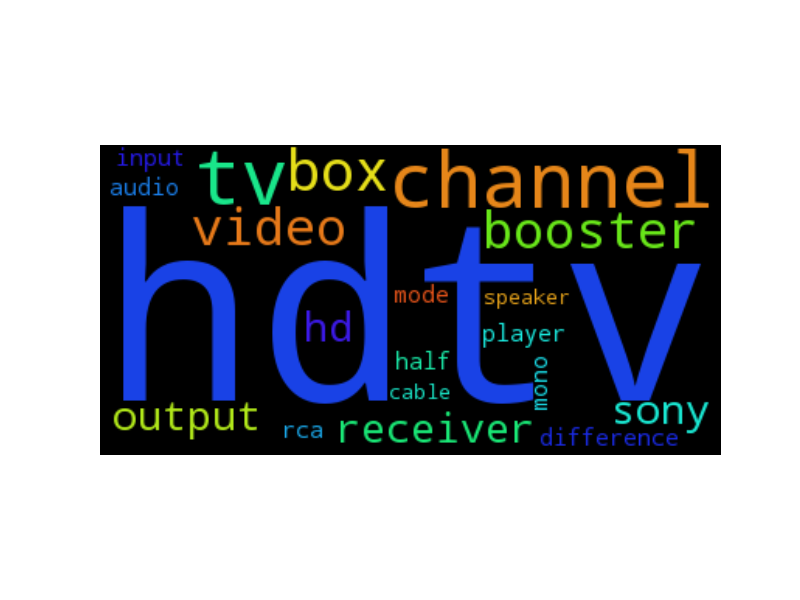 input
tv
box
channel
audio
video
booster
hdtv
mode
speaker
hd
player
half
mono
cable
output
sony
rca
receiver
difference